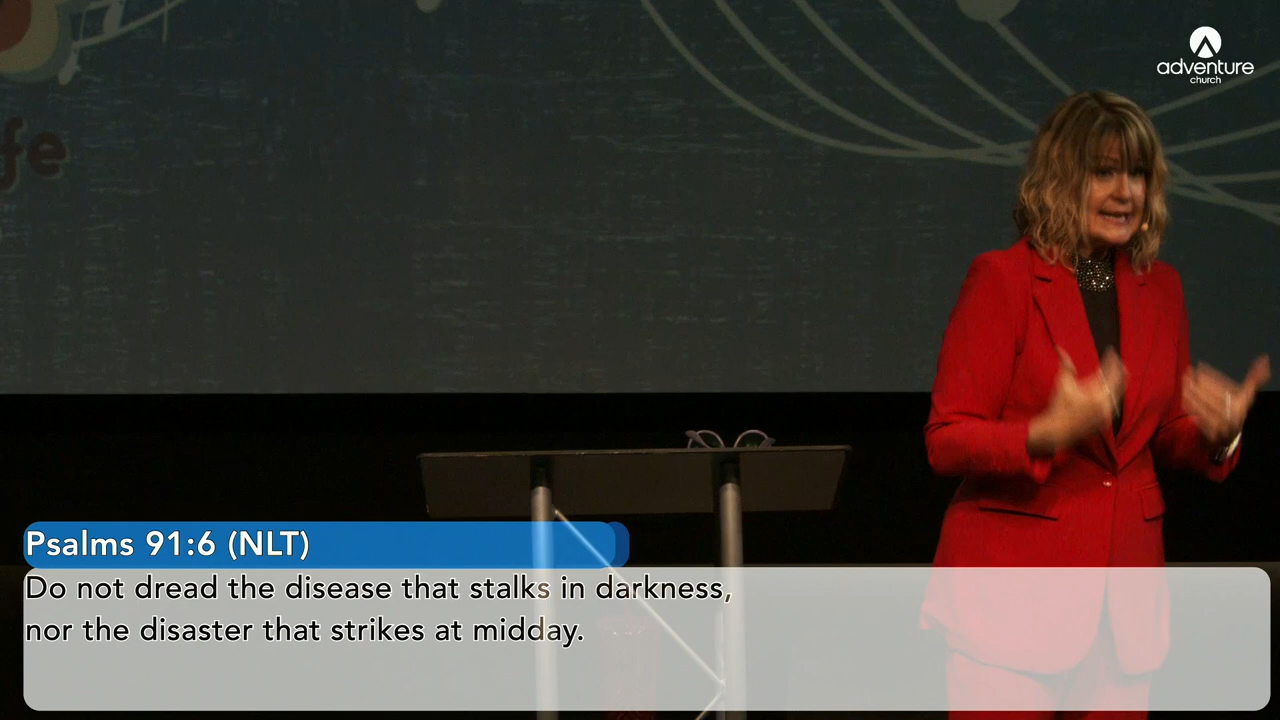 adventure
church
fe
Psalms 91:6 (NLT)
Do not dread the disease that stalks in darkness,
nor the disaster that strikes at midday.